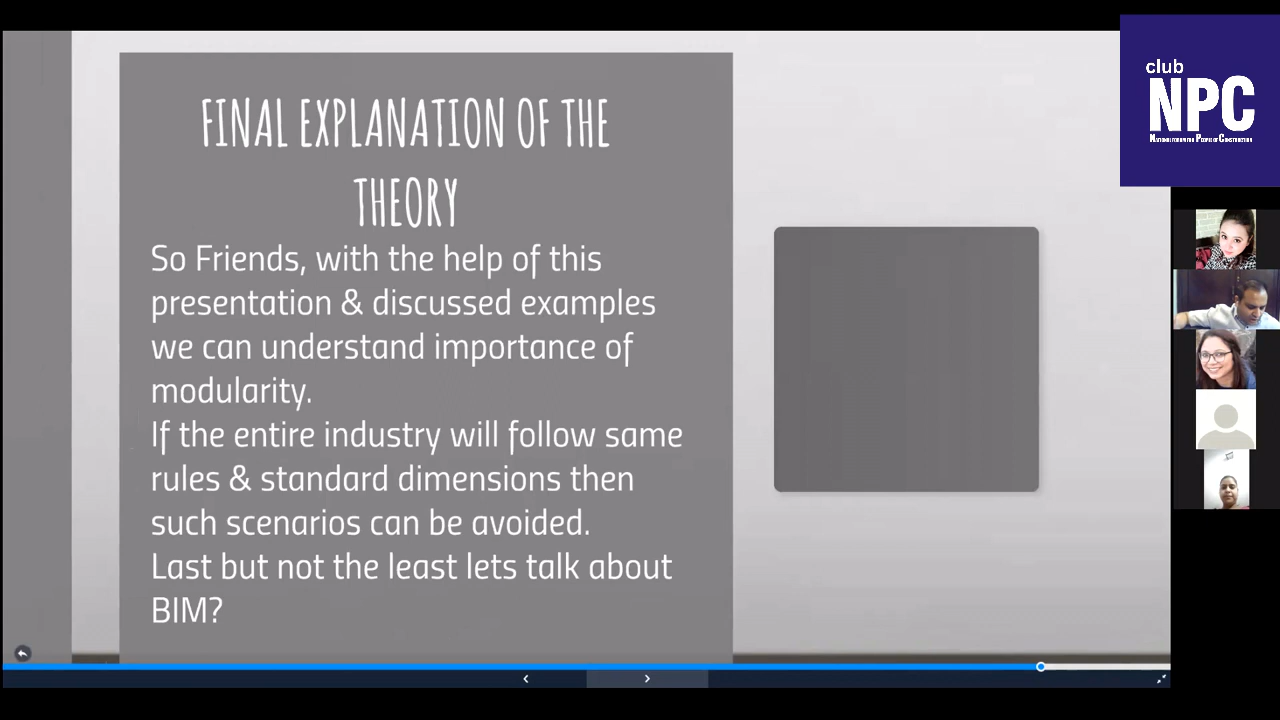 FINAL EXPLANATION OF THE
THEORY
So Friends, with the help of this
presentation & discussed examples
we can understand importance of
modularity.
If the entire industry will follow same
rules & standard dimensions then
such scenarios can be avoided.
Last but not the least lets talk about
BIM?
club
NPC